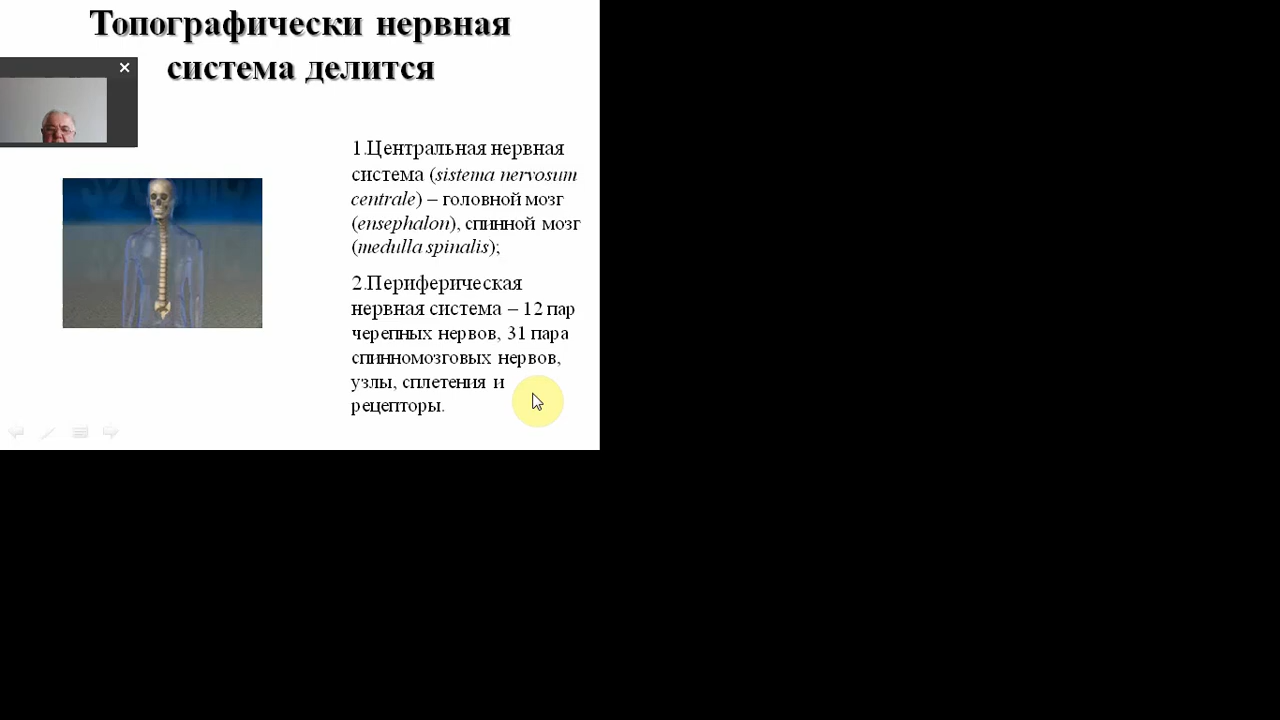 Топографически нервная
система делится
1.Центральная нервная
система (sistema nervosum
centrale) – головной мозг
(ensephalon), спинной мозг
(medulla spinalis);
2.Периферическая
нервная система – 12 пар
черепных нервов, 31 пара
спинномозговых нервов,
узлы, сплетения и
рецепторы.